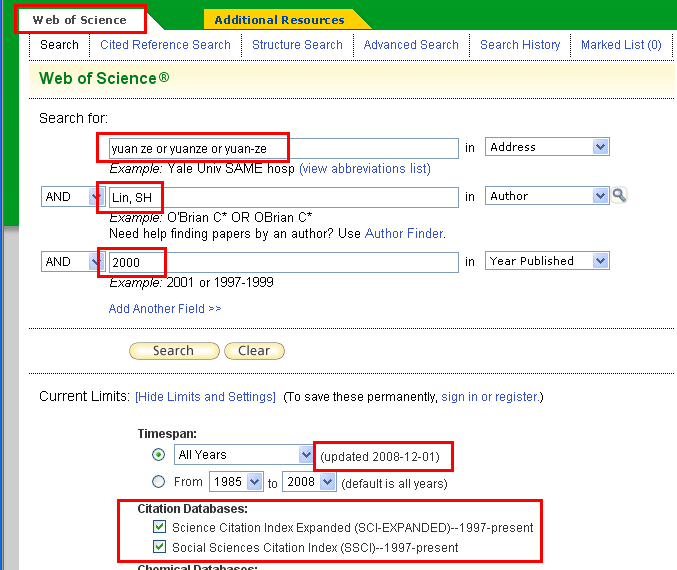 Web of Science Additional Resources
Search Cited Reference Search Structure Search Advanced Search Search History Marked List (0)
Web of Science®
Search for:
yuan ze or yuanze or yuan-ze in Address
Example: Yale Univ SAME hosp (view abbreviations list)
AND Lin, SH in Author
Example: O'Brian C* OR OBrian C*
Need help finding papers by an author? Use Author Finder.
AND 2000 in Year Published
Example: 2001 or 1997-1999
Add Another Field >>
Search Clear
Current Limits: [Hide Limits and Settings] (To save these permanently, sign in or register.)
Timespan:
All Years (updated 2008-12-01)
From 1985 to 2008 (default is all years)
Citation Databases:
Science Citation Index Expanded (SCI-EXPANDED)--1997-present
Social Sciences Citation Index (SSCI)--1997-present
Chemical Databases: